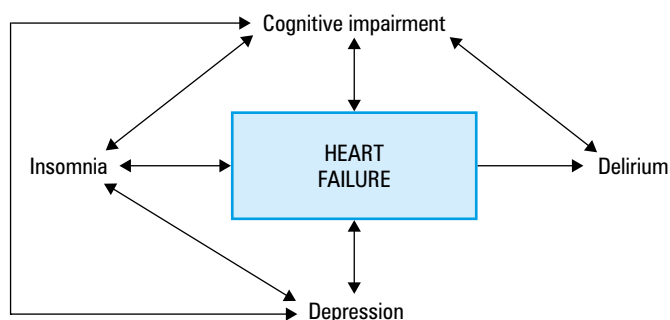 Cognitive impairment
Insomnia
HEART
FAILURE
Delirium
Depression